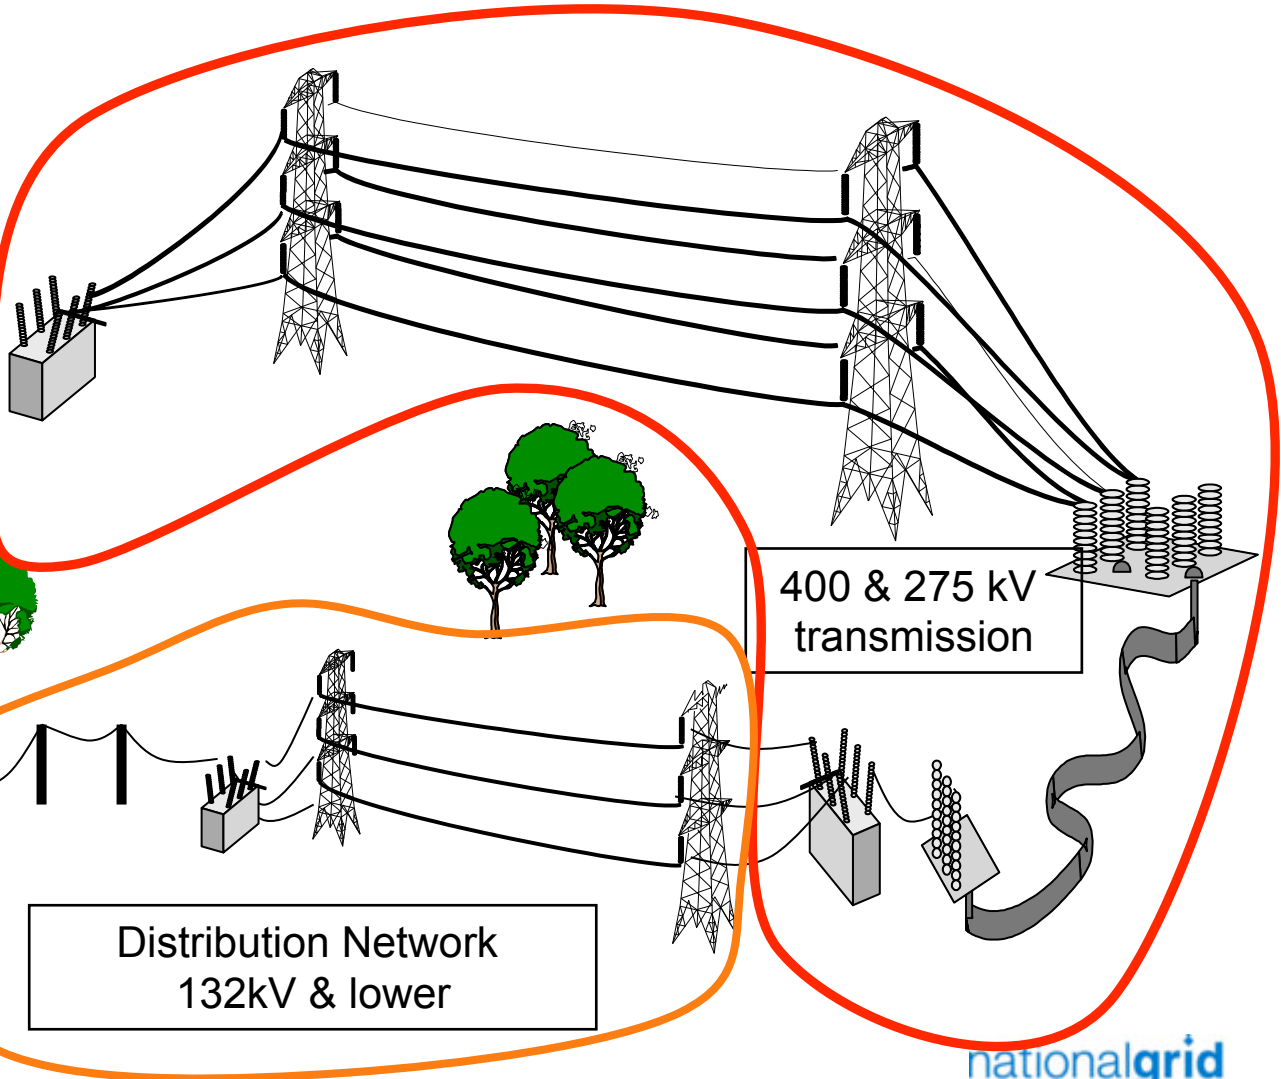 400 & 275 kV
transmission
Distribution Network
132kV & lower
nationalgrid